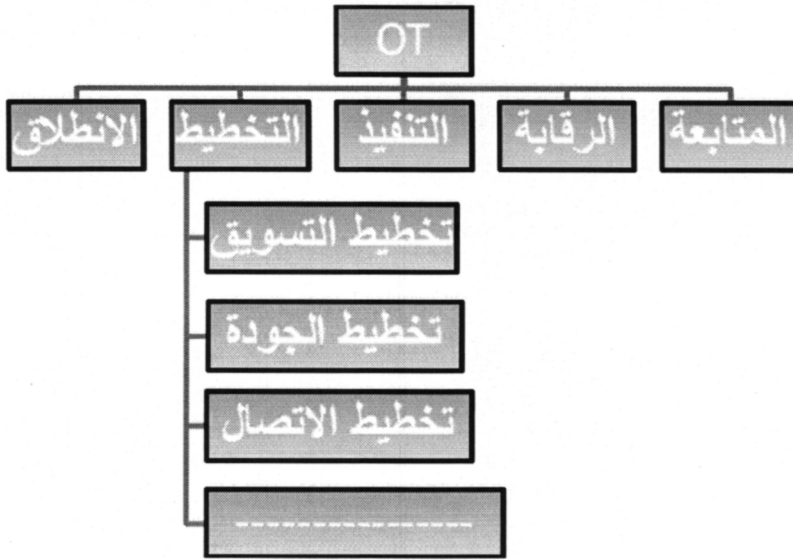 OT
المتابعة
الرقابة
التنفيذ
التخطيط
الانطلاق
تخطيط التسويق
تخطيط الجودة
تخطيط الاتصال
----------------